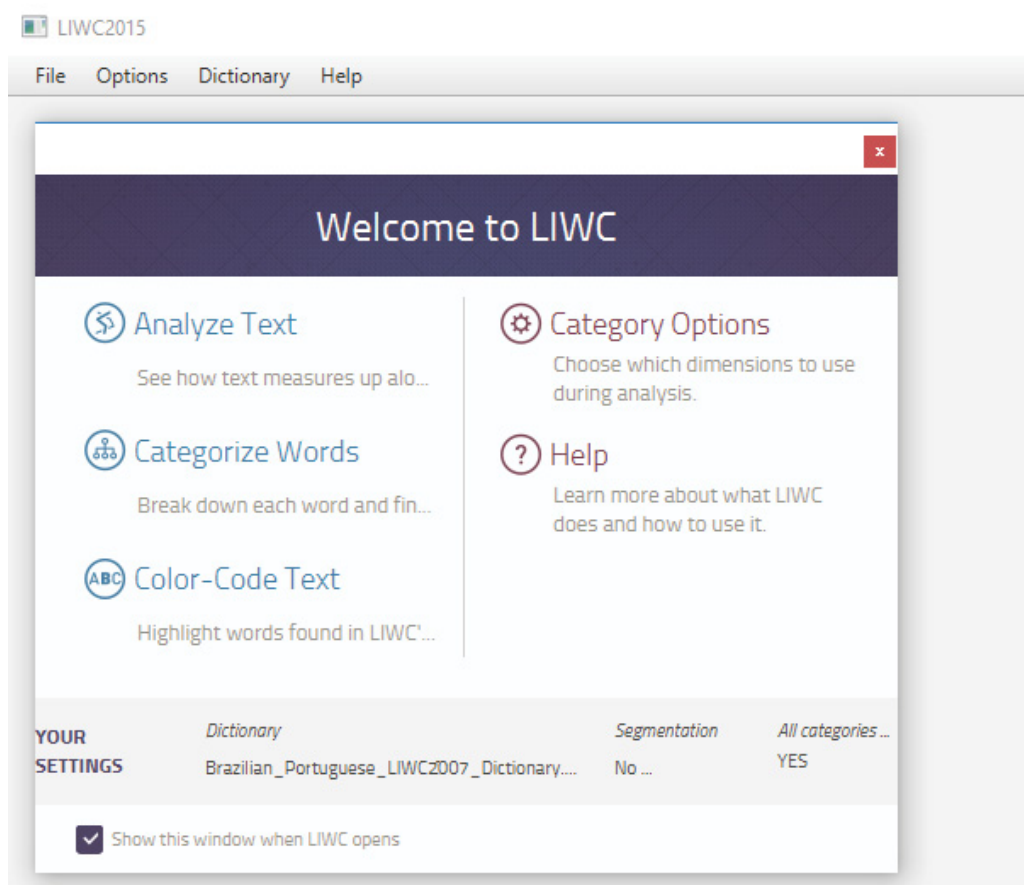 LIWC2015
File Options Dictionary Help
x
Welcome to LIWC
Analyze Text
See how text measures up alo...
Categorize Words
Break down each word and fin...
ABC Color-Code Text
Highlight words found in LIWC'...
Category Options
Choose which dimensions to use
during analysis.
? Help
Learn more about what LIWC
does and how to use it.
YOUR
SETTINGS
Dictionary
Brazilian_Portuguese_LIWC2007_Dictionary....
Segmentation
No ...
All categories ...
YES
Show this window when LIWC opens